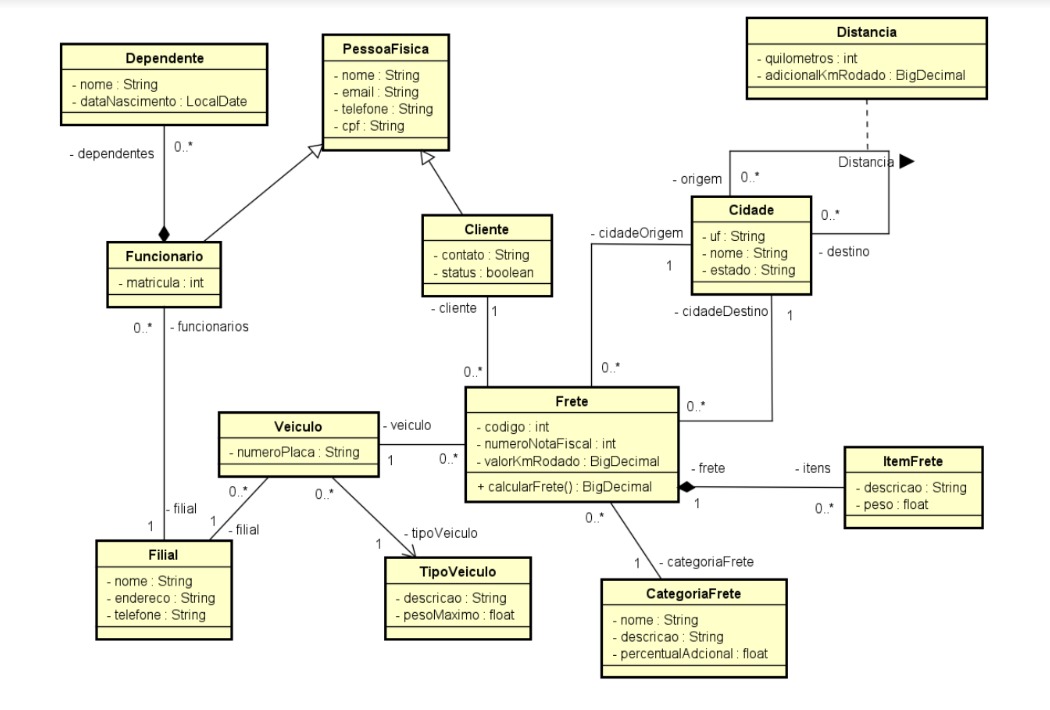 Distancia
- quilometros : int
- adicionalKmRodado : BigDecimal
PessoaFisica
- nome : String
- email : String
- telefone : String
- cpf : String
Dependente
- nome : String
- dataNascimento : LocalDate
- dependentes
0..*
Distancia
- origem
0..*
Cidade
- uf : String
- nome : String
- estado : String
0..*
- destino
- cidadeOrigem
1
- cidadeDestino
1
Cliente
- contato : String
- status : boolean
- cliente
1
Funcionario
- matricula : int
0..*
- funcionarios
0..*
0..*
0..*
Frete
- codigo : int
- numeroNotaFiscal : int
- valorKmRodado : BigDecimal
+ calcularFrete() : BigDecimal
Veiculo
- numeroPlaca : String
- veiculo
1
0..*
- frete
1
- itens
0..*
ItemFrete
- descricao : String
- peso : float
0..*
0..*
- filial
1
1
- filial
- tipoVeiculo
1
0..*
1
- categoriaFrete
Filial
- nome : String
- endereco : String
- telefone : String
TipoVeiculo
- descricao : String
- pesoMaximo : float
CategoriaFrete
- nome : String
- descricao : String
- percentualAdcional : float